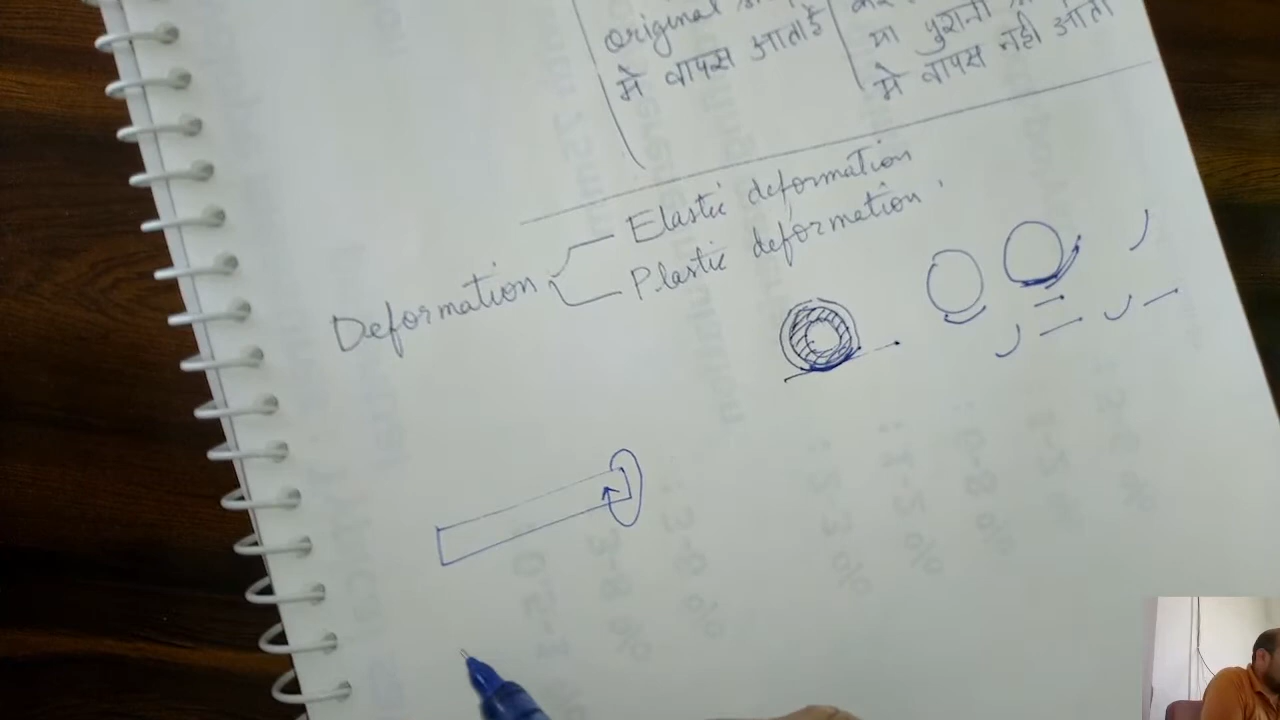 original
में वापस आता है
या पुरानी
में वापस नही आता
Elastic deformation
Deformation
Plastic deformation